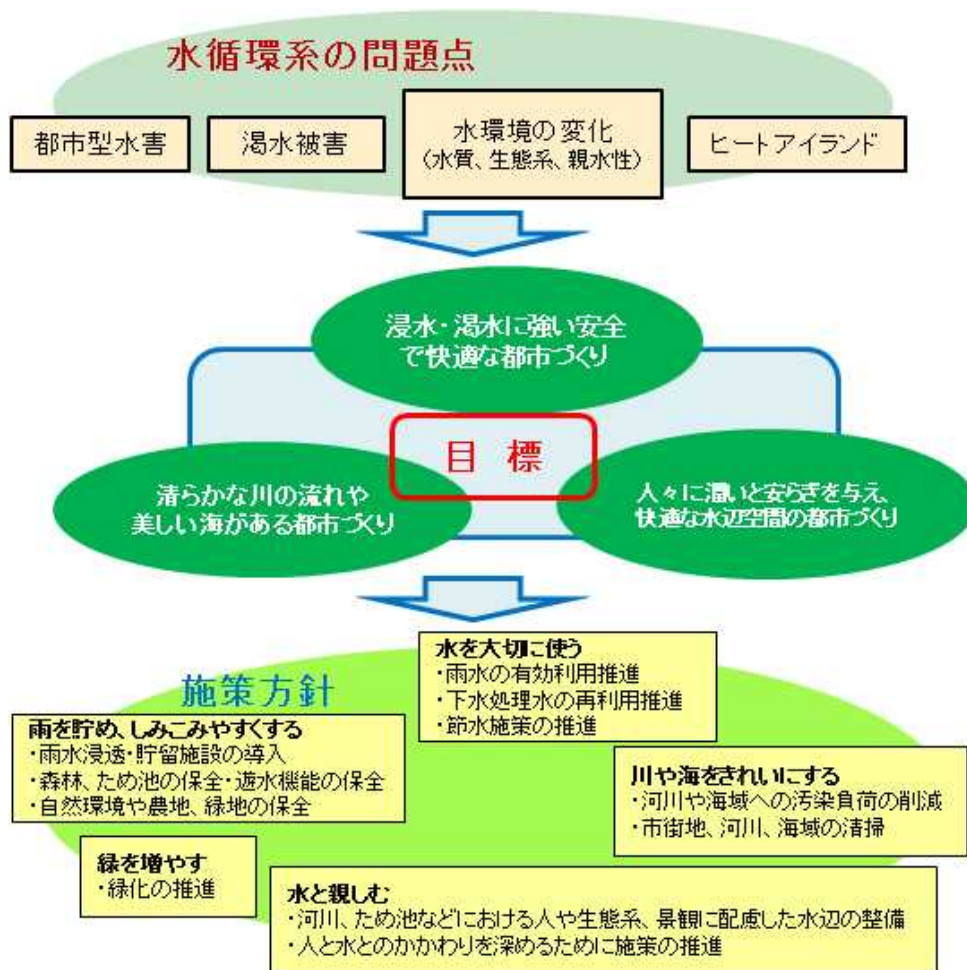 水循環系の問題点
都市型水害
渇水被害
水環境の変化
(水質、生態系、親水性)
ヒートアイランド
浸水・渇水に強い安全
で快適な都市づくり
目 標
清らかな川の流れや
美しい海がある都市づくり
人々に潤いと安らぎを与え、
快適な水辺空間の都市づくり
施策方針
水を大切に使う
・雨水の有効利用推進
・下水処理水の再利用推進
・節水施策の推進
雨を貯め、しみこみやすくする
・雨水浸透・貯留施設の導入
・森林、ため池の保全・遊水機能の保全
・自然環境や農地、緑地の保全
川や海をきれいにする
・河川や海域への汚染負荷の削減
・市街地、河川、海域の清掃
緑を増やす
・緑化の推進
水と親しむ
・河川、ため池などにおける人や生態系、景観に配慮した水辺の整備
・人と水とのかかわりを深めるために施策の推進